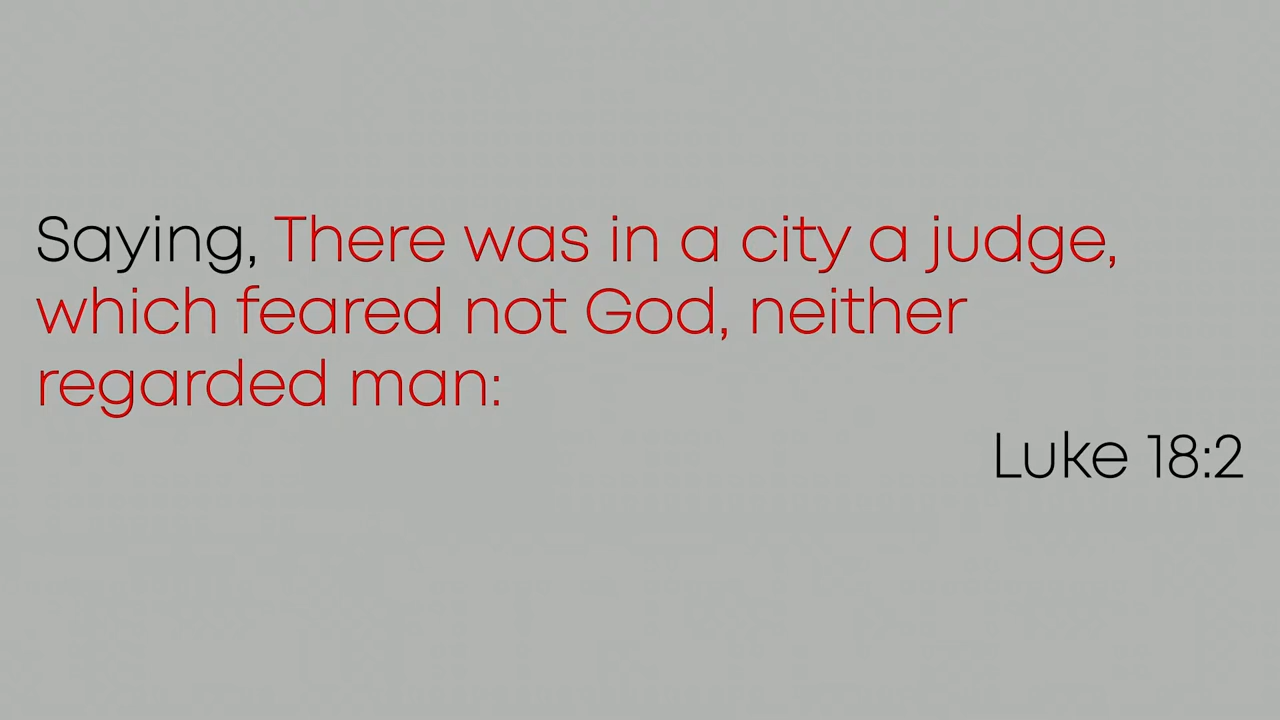 Saying, There was in a city a judge,
which feared not God, neither
regarded man:
Luke 18:2